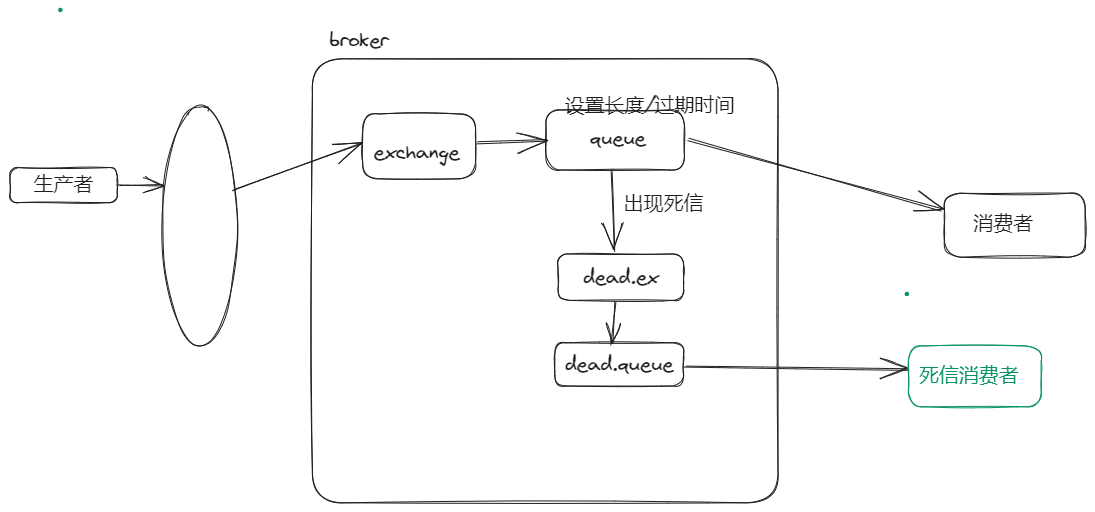 broker
设置长度/过期时间
queue
exchange
生产者
出现死信
消费者
dead.ex
dead.queue
死信消费者